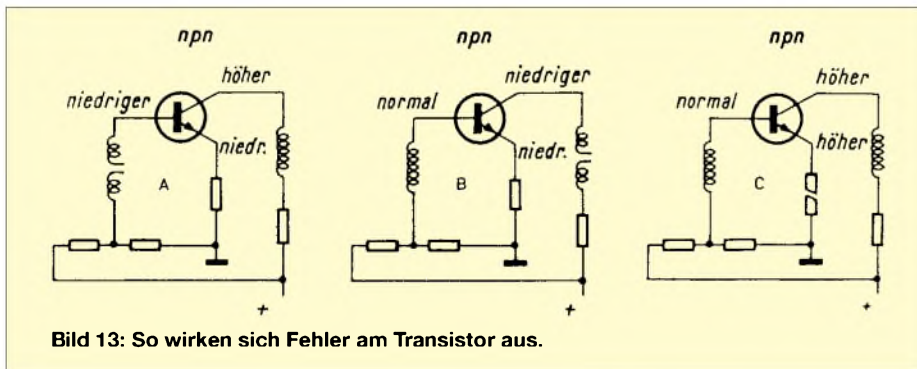 npn
höher
niedriger
niedr.
A
+
npn
niedriger
normal
niedr.
B
+
npn
höher
normal
höher
C
+
Bild 13: So wirken sich Fehler am Transistor aus.